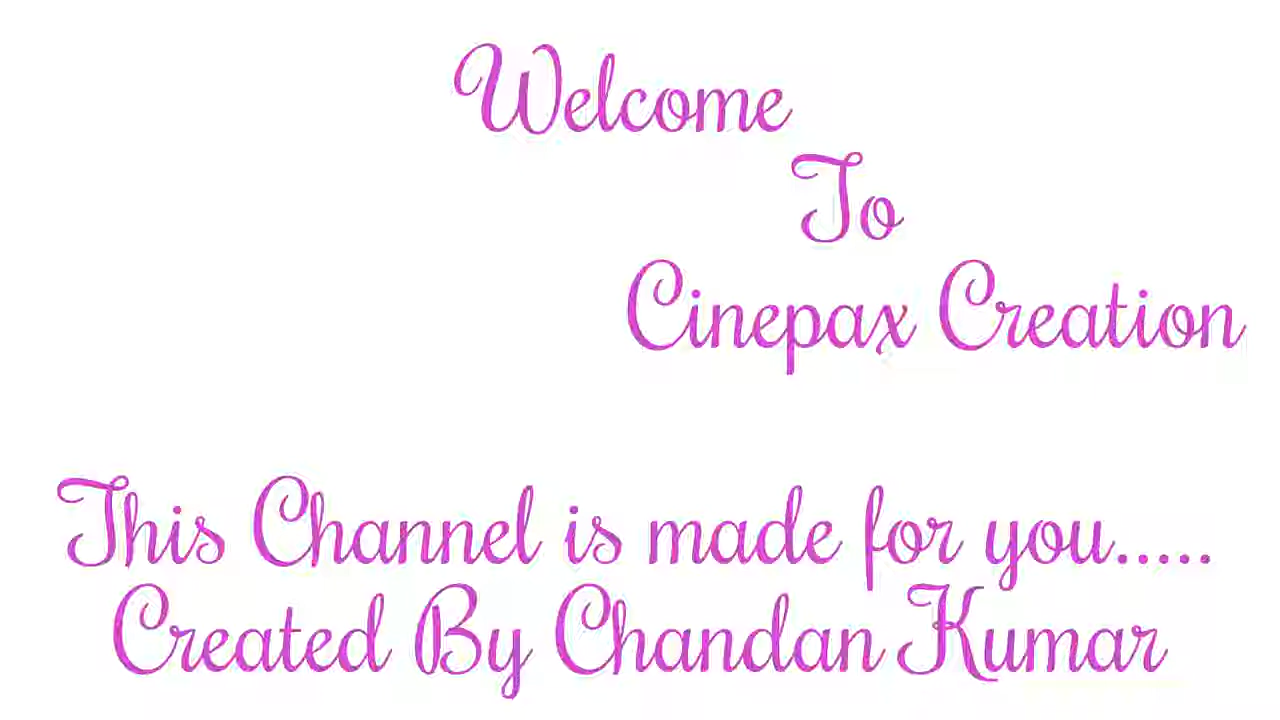 Welcome
To
Cinepax Creation
This Channel is made for you.....
Created By Chandan Kumar